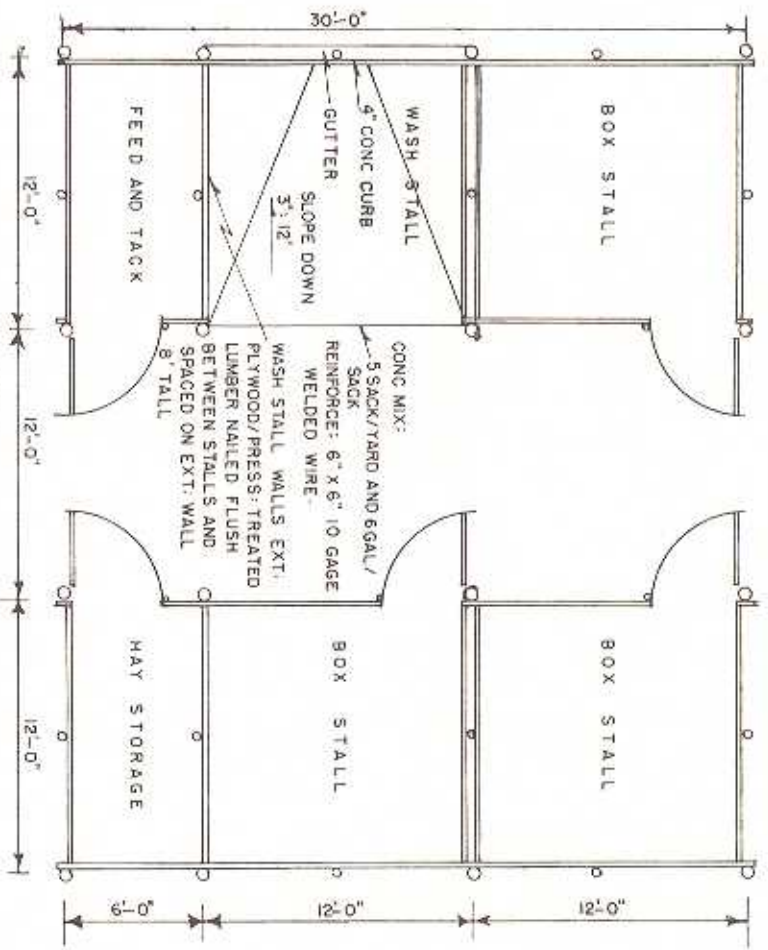 30'-0"
FEED AND TACK
WASH STALL
4" CONC CURB
GUTTER
SLOPE DOWN
3": 12"
BOX STALL
12'-0"
12'-0"
12'-0"
CONC MIX:
5 SACK/YARD AND 6 GAL/
SACK
REINFORCE: 6" X 6" 10 GAGE
WELDED WIRE-
WASH STALL WALLS EXT:
PLYWOOD/PRESS: TREATED
LUMBER NAILED FLUSH
BETWEEN STALLS AND
SPACED ON EXT: WALL
8' TALL
HAY STORAGE
BOX STALL
BOX STALL
6'-0"
12'-0"
12'-0"